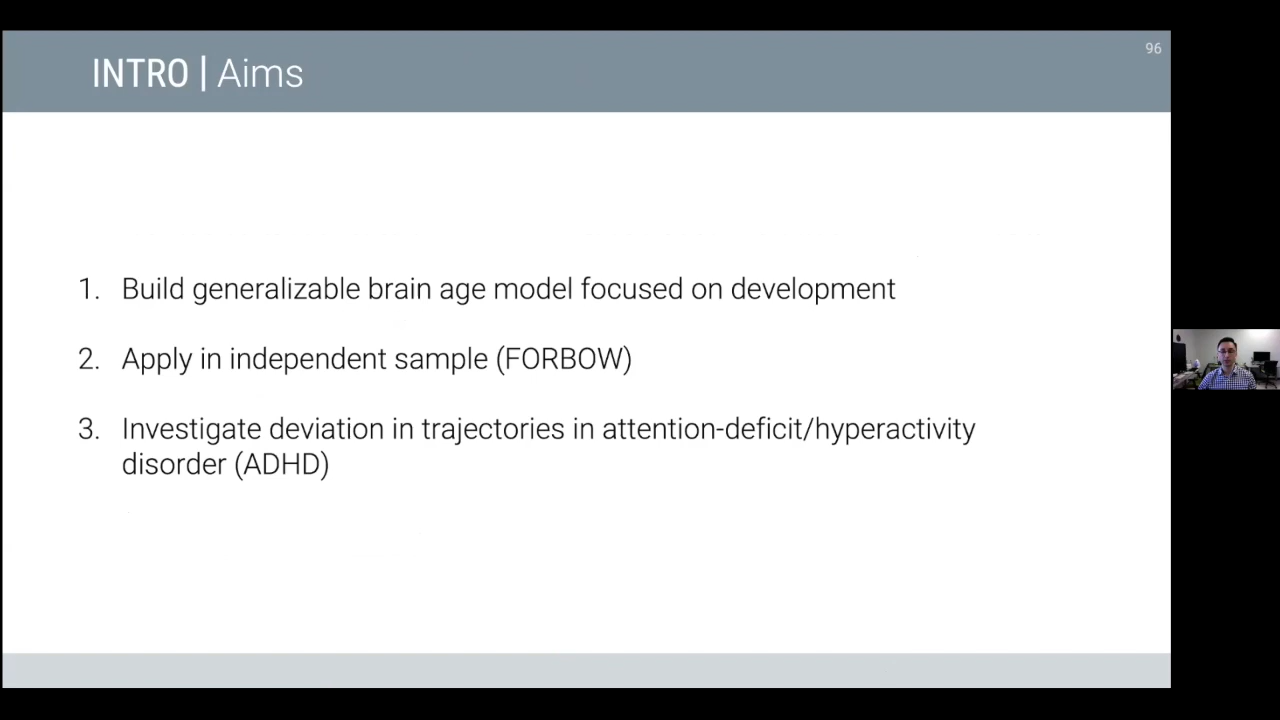 INTRO | Aims
96
1. Build generalizable brain age model focused on development
2. Apply in independent sample (FORBOW)
3. Investigate deviation in trajectories in attention-deficit/hyperactivity
disorder (ADHD)